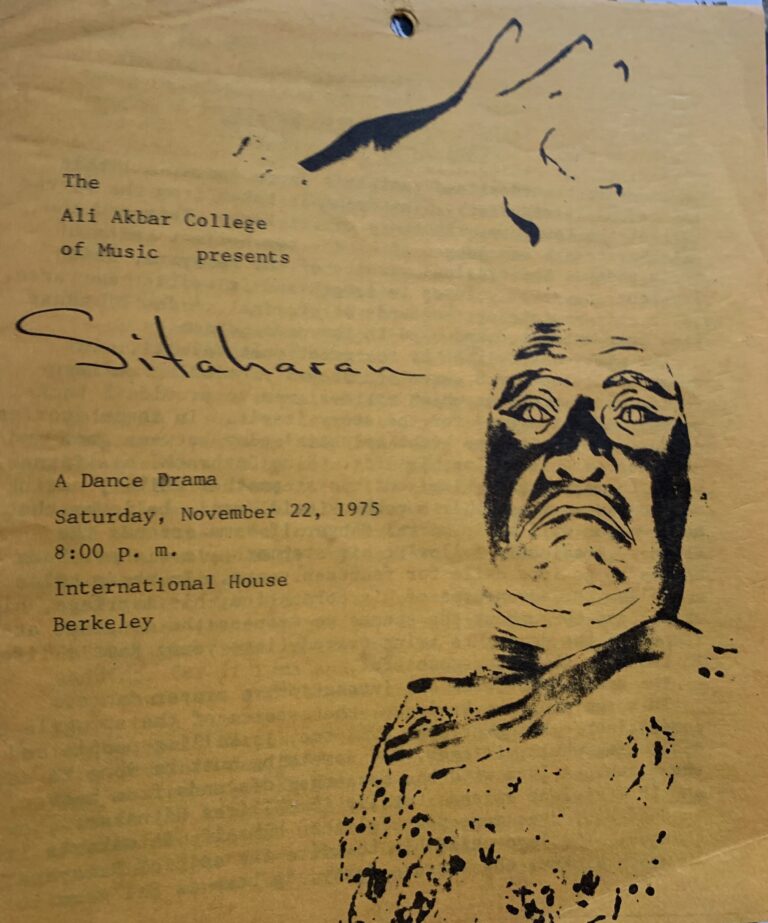 The
Ali Akbar College
of Music presents
Sitaharan
A Dance Drama
Saturday, November 22, 1975
8:00 p. m.
International House
Berkeley